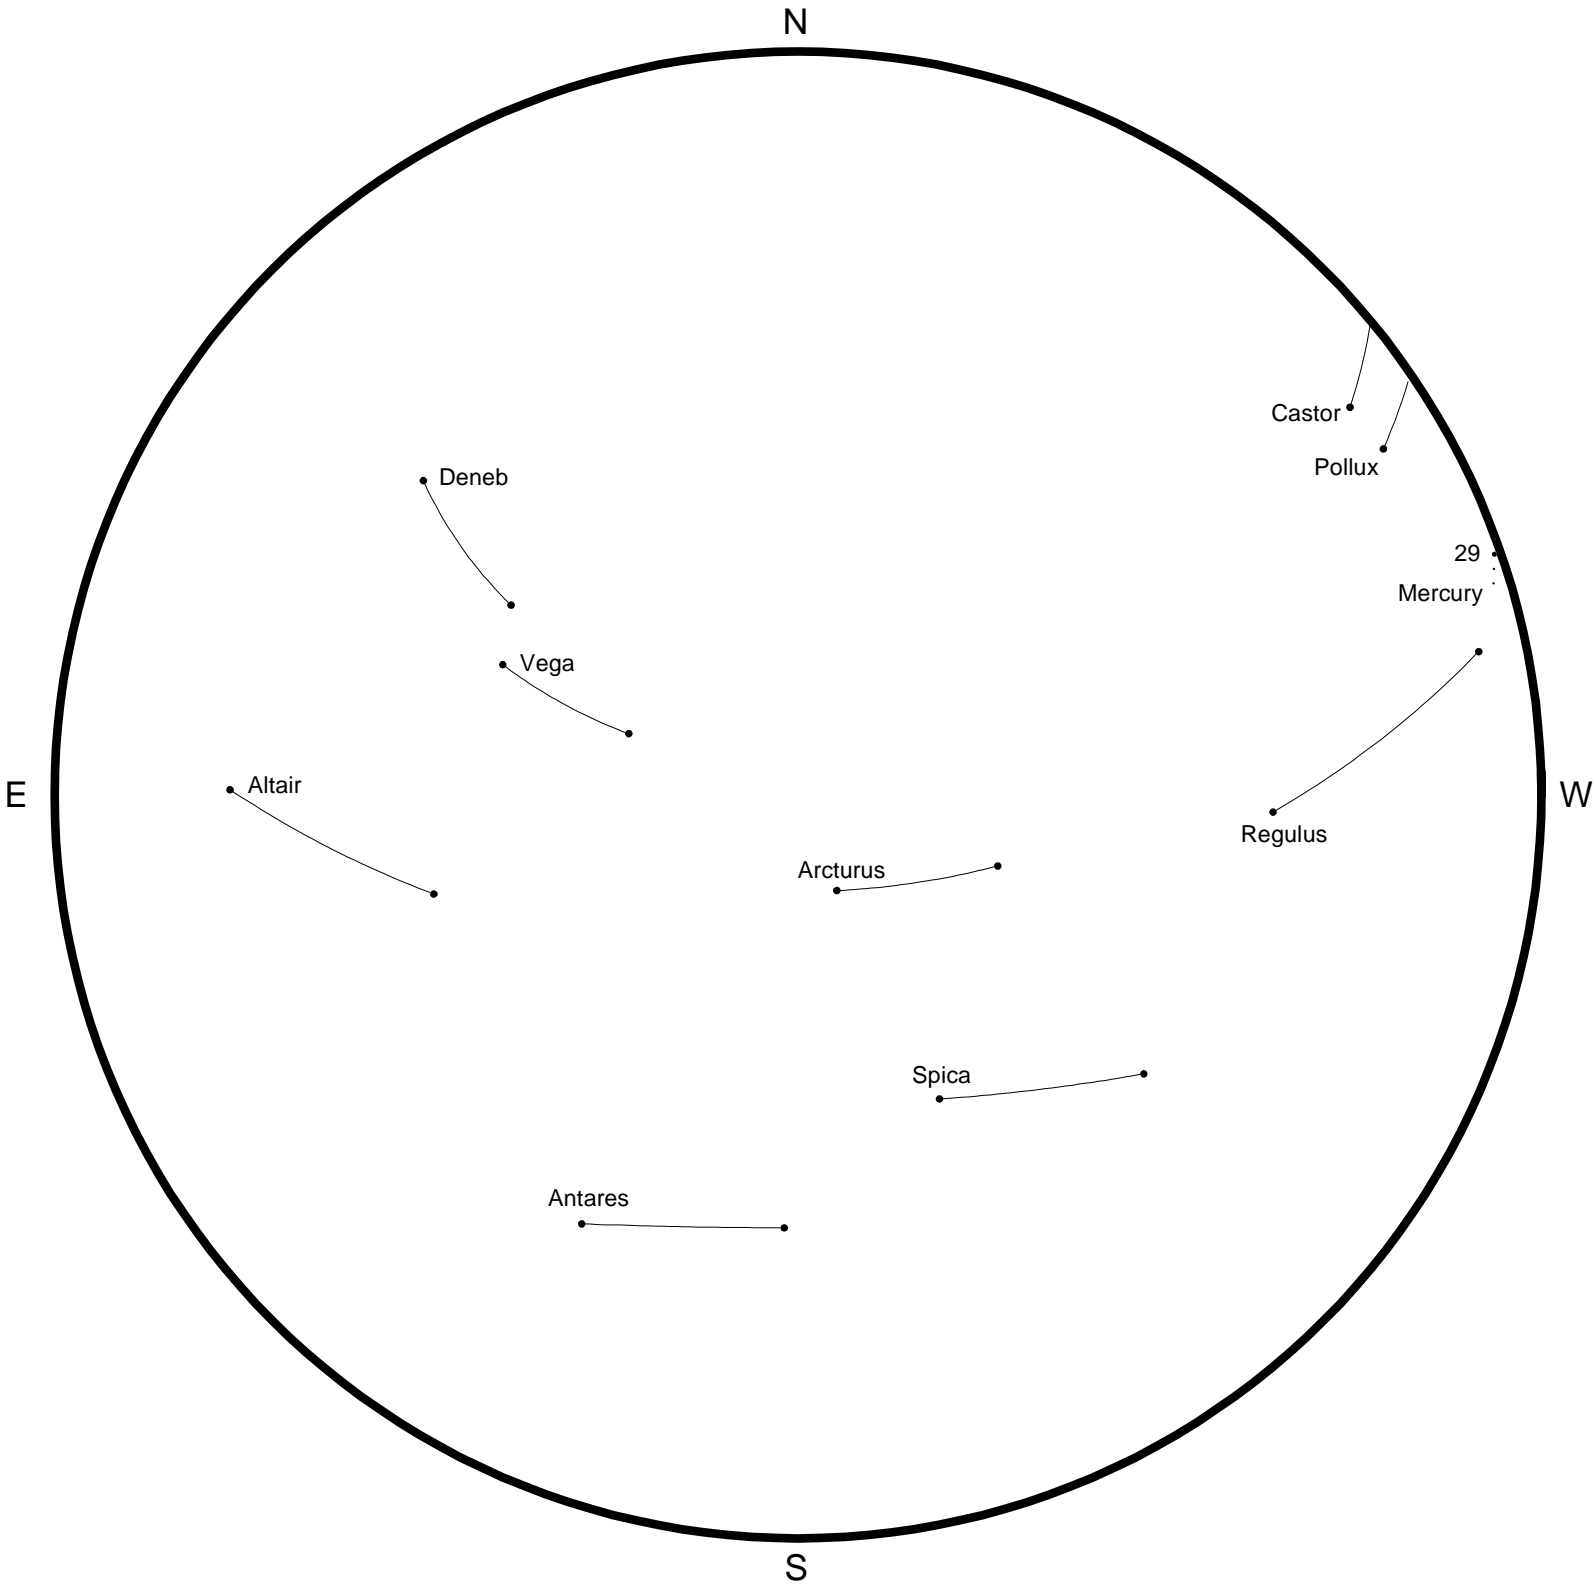 N
Castor
Pollux
Deneb
29
Mercury
Vega
Altair
E
W
Regulus
Arcturus
Spica
Antares
S